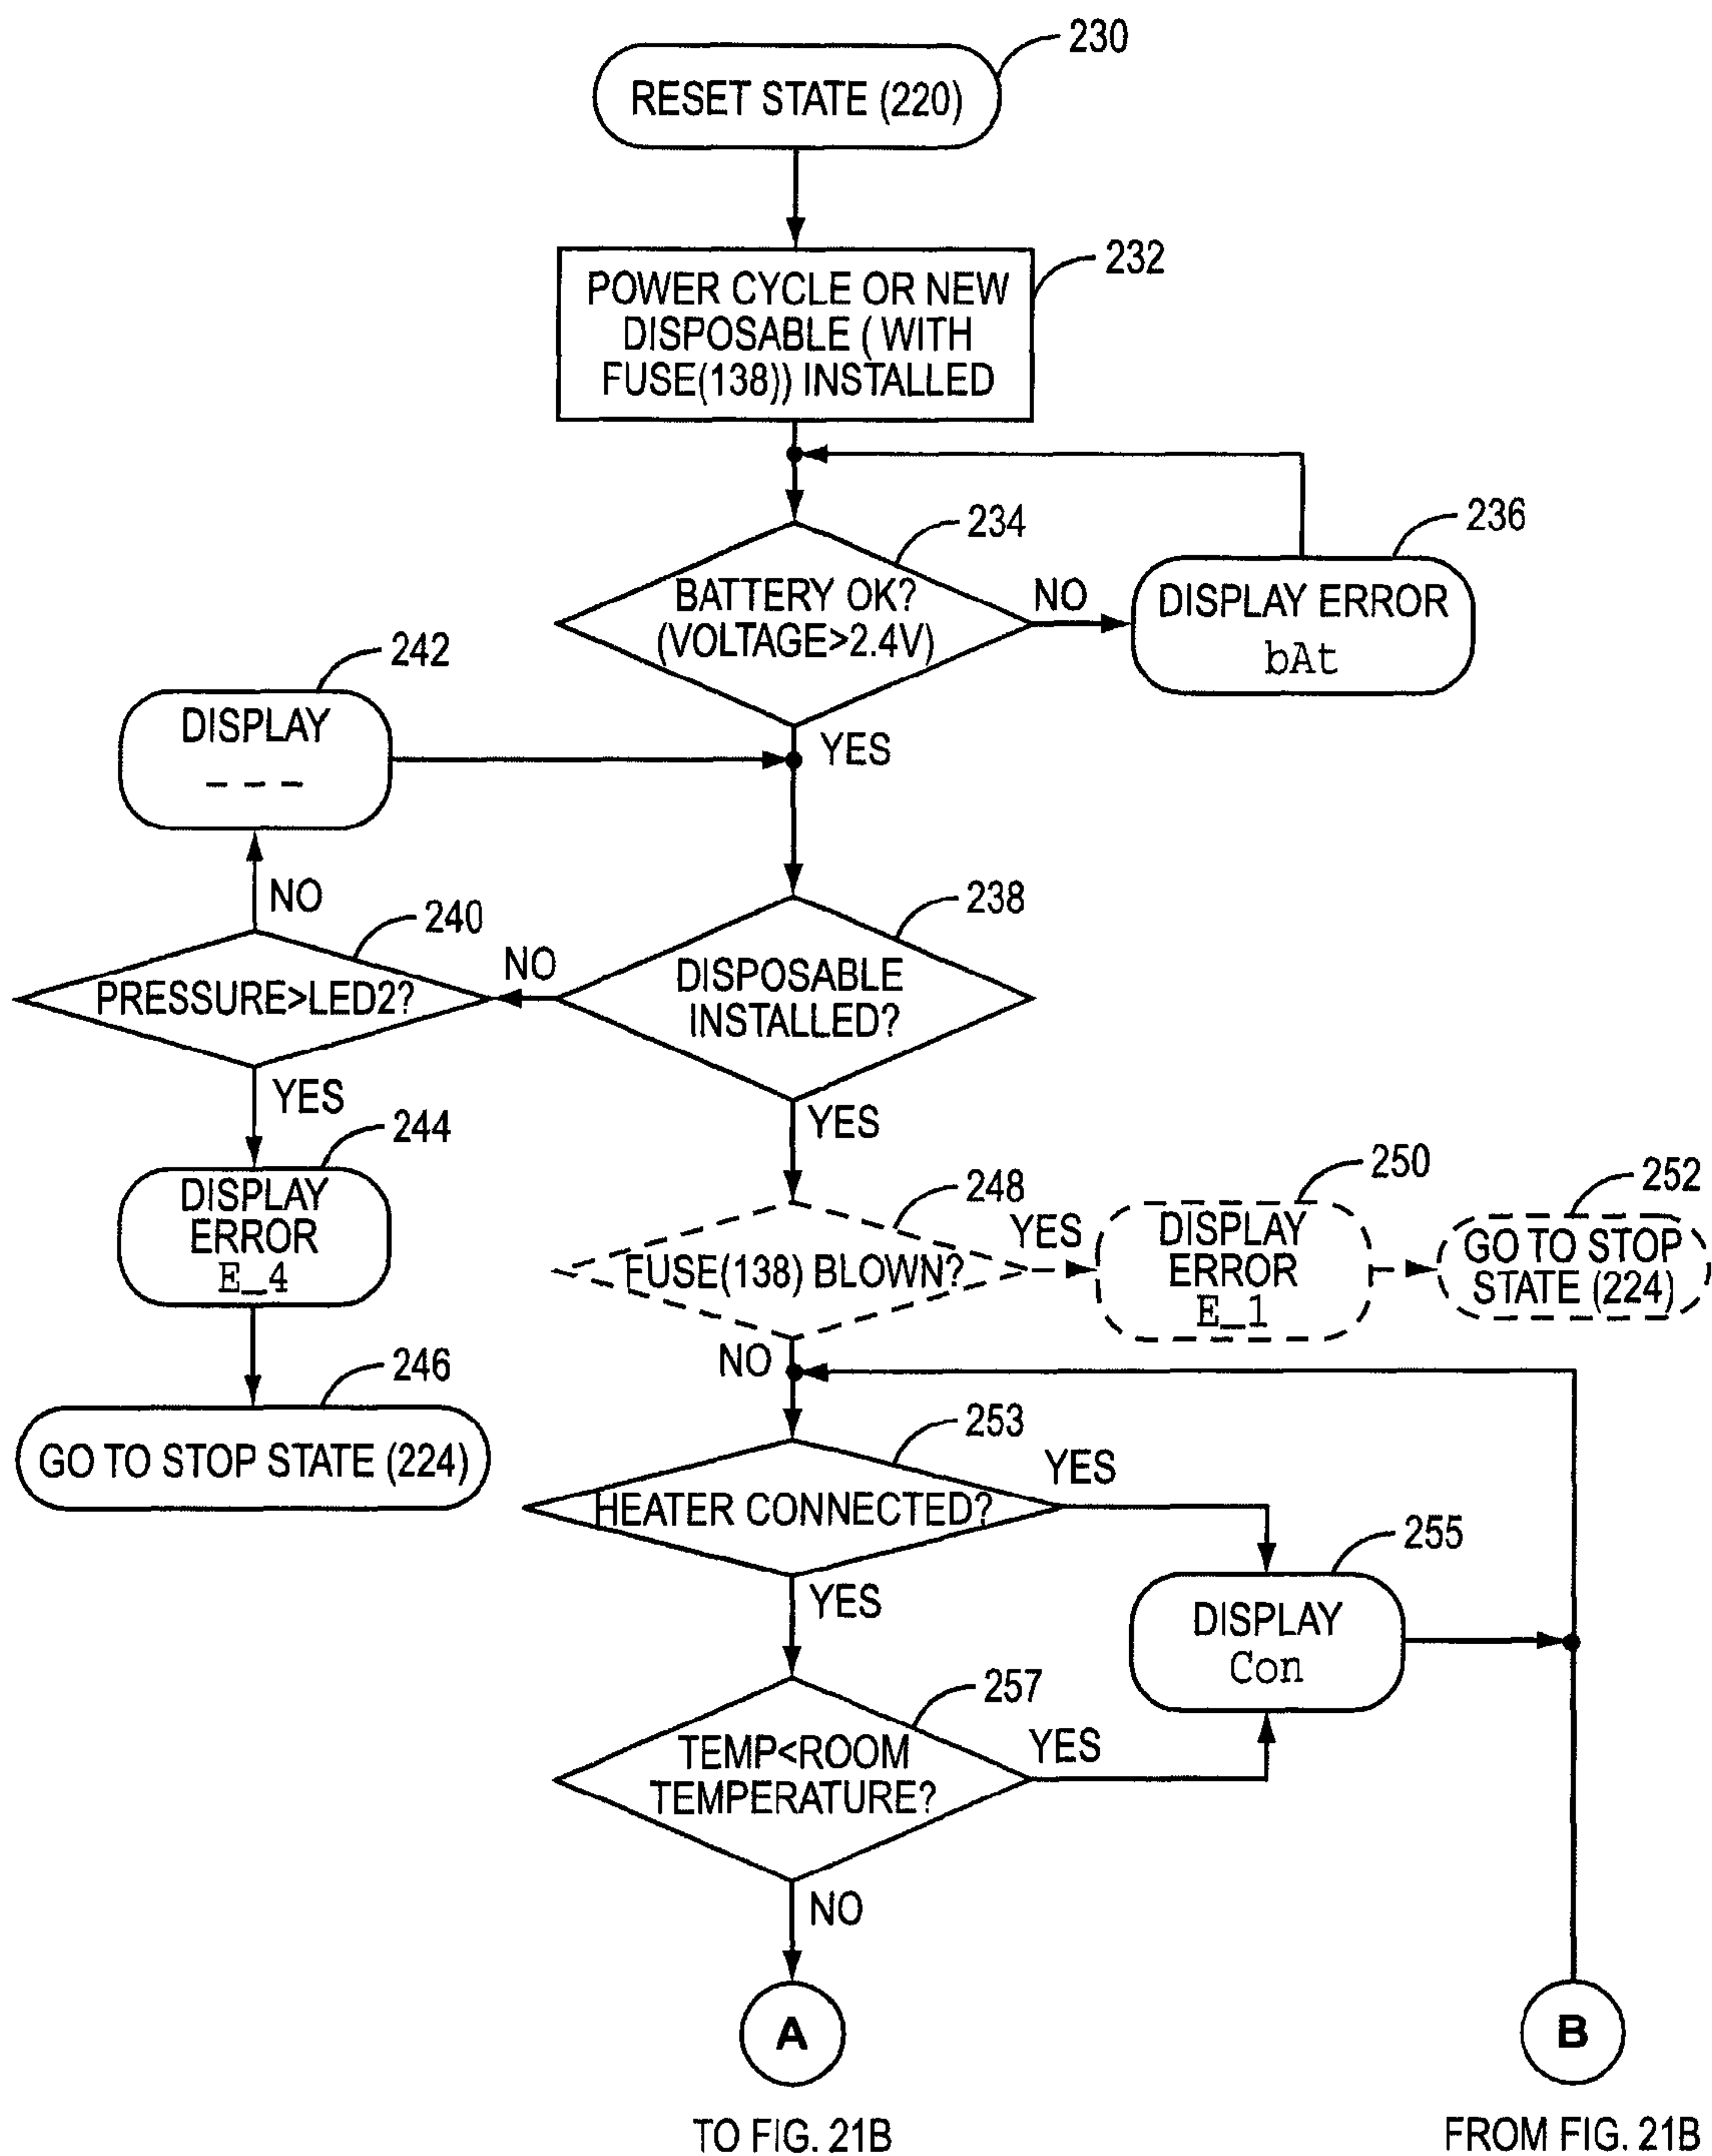 230
RESET STATE (220)
232
POWER CYCLE OR NEW
DISPOSABLE ( WITH
FUSE(138)) INSTALLED
234
236
BATTERY OK?
(VOLTAGE>2.4V)
NO
DISPLAY ERROR
bAt
242
DISPLAY
- - -
YES
NO
240
238
PRESSURE>LED2?
NO
DISPOSABLE
INSTALLED?
YES
YES
244
DISPLAY
ERROR
E_4
248
YES
250
252
FUSE(138) BLOWN?
DISPLAY
ERROR
E_1
GO TO STOP
STATE (224)
NO
246
GO TO STOP STATE (224)
253
YES
HEATER CONNECTED?
255
YES
DISPLAY
Con
257
TEMP<ROOM
TEMPERATURE?
YES
NO
A
B
TO FIG. 21B
FROM FIG. 21B